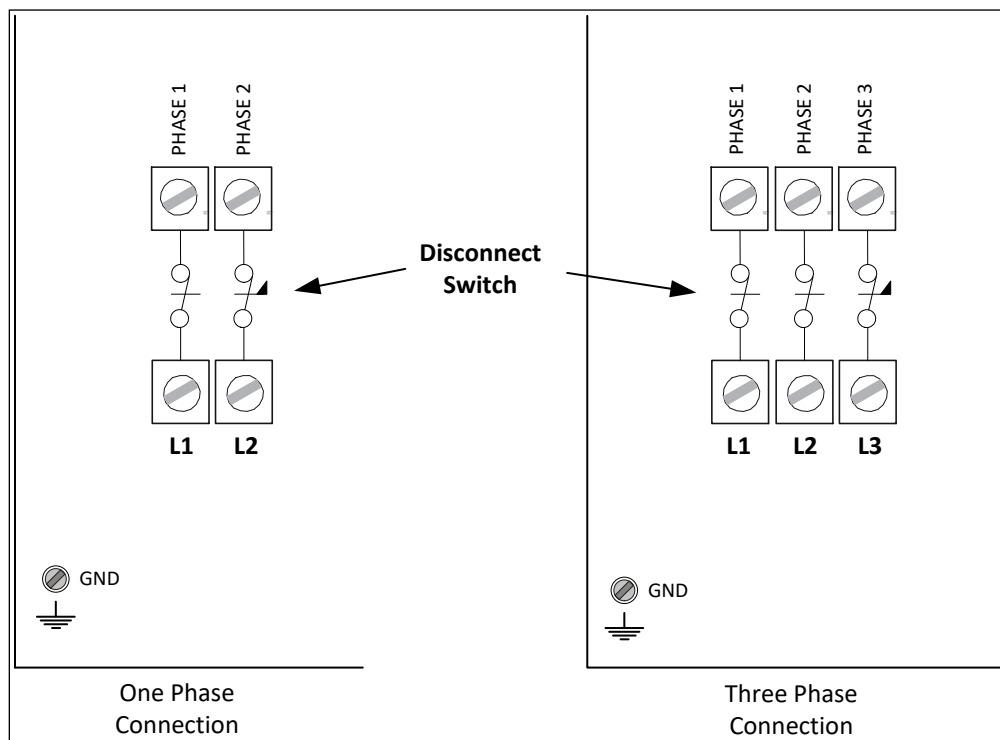 PHASE 1
PHASE 2
PHASE 1
PHASE 2
PHASE 3
Disconnect
Switch
L1
L2
L1
L2
L3
GND
GND
One Phase
Connection
Three Phase
Connection